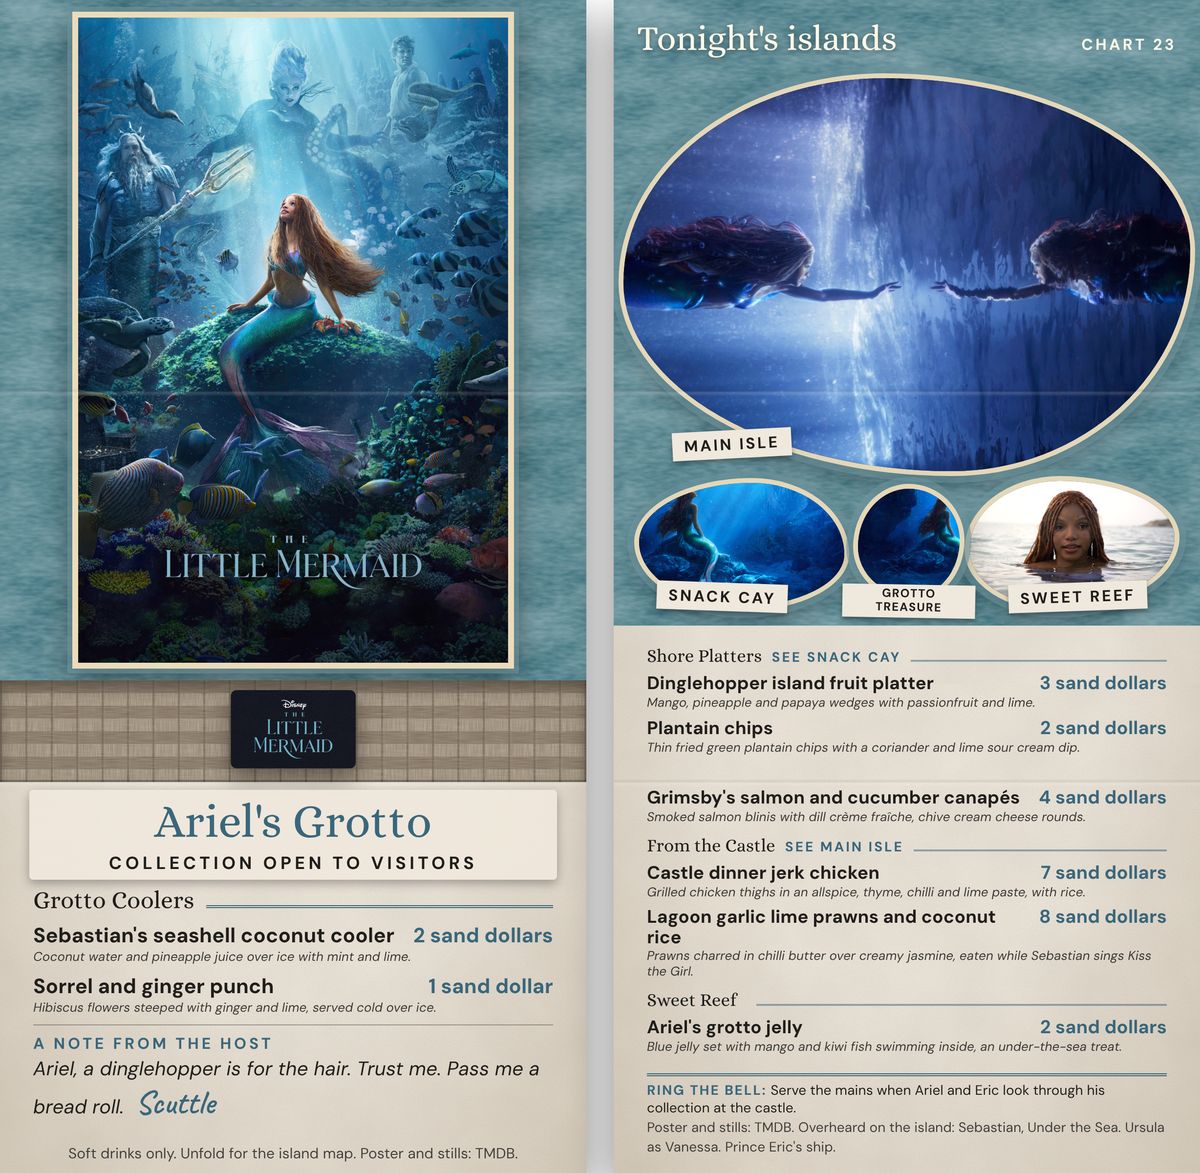 THE
LITTLE MERMAID
Disney
THE
LITTLE
MERMAID
Ariel's Grotto
COLLECTION OPEN TO VISITORS
Grotto Coolers
Sebastian's seashell coconut cooler 2 sand dollars
Coconut water and pineapple juice over ice with mint and lime.
Sorrel and ginger punch 1 sand dollar
Hibiscus flowers steeped with ginger and lime, served cold over ice.
A NOTE FROM THE HOST
Ariel, a dinglehopper is for the hair. Trust me. Pass me a
bread roll. Scuttle
Soft drinks only. Unfold for the island map. Poster and stills: TMDB.
Tonight's islands
CHART 23
MAIN ISLE
SNACK CAY
GROTTO
TREASURE
SWEET REEF
Shore Platters SEE SNACK CAY
Dinglehopper island fruit platter 3 sand dollars
Mango, pineapple and papaya wedges with passionfruit and lime.
Plantain chips 2 sand dollars
Thin fried green plantain chips with a coriander and lime sour cream dip.
Grimsby's salmon and cucumber canapés 4 sand dollars
Smoked salmon blinis with dill crème fraîche, chive cream cheese rounds.
From the Castle SEE MAIN ISLE
Castle dinner jerk chicken 7 sand dollars
Grilled chicken thighs in an allspice, thyme, chilli and lime paste, with rice.
Lagoon garlic lime prawns and coconut 8 sand dollars
rice
Prawns charred in chilli butter over creamy jasmine, eaten while Sebastian sings Kiss
the Girl.
Sweet Reef
Ariel's grotto jelly 2 sand dollars
Blue jelly set with mango and kiwi fish swimming inside, an under-the-sea treat.
RING THE BELL: Serve the mains when Ariel and Eric look through his
collection at the castle.
Poster and stills: TMDB. Overheard on the island: Sebastian, Under the Sea. Ursula
as Vanessa. Prince Eric's ship.